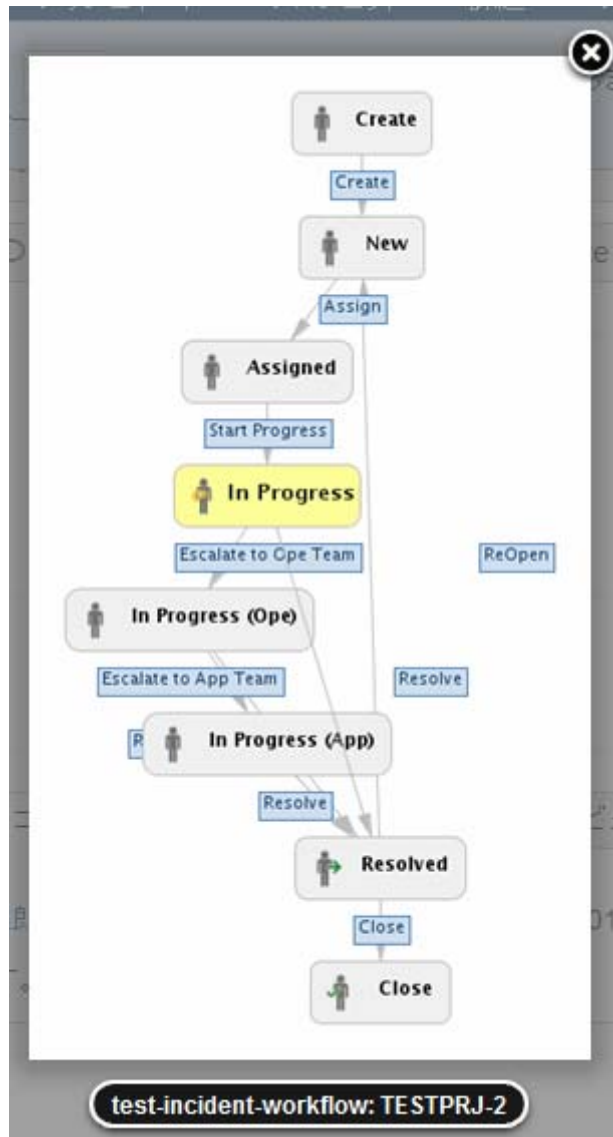 Create
Create
New
Assign
Assigned
Start Progress
In Progress
Escalate to Ope Team
ReOpen
In Progress (Ope)
Escalate to App Team
Resolve
In Progress (App)
Resolve
Resolved
Close
Close
test-incident-workflow: TESTPRJ-2